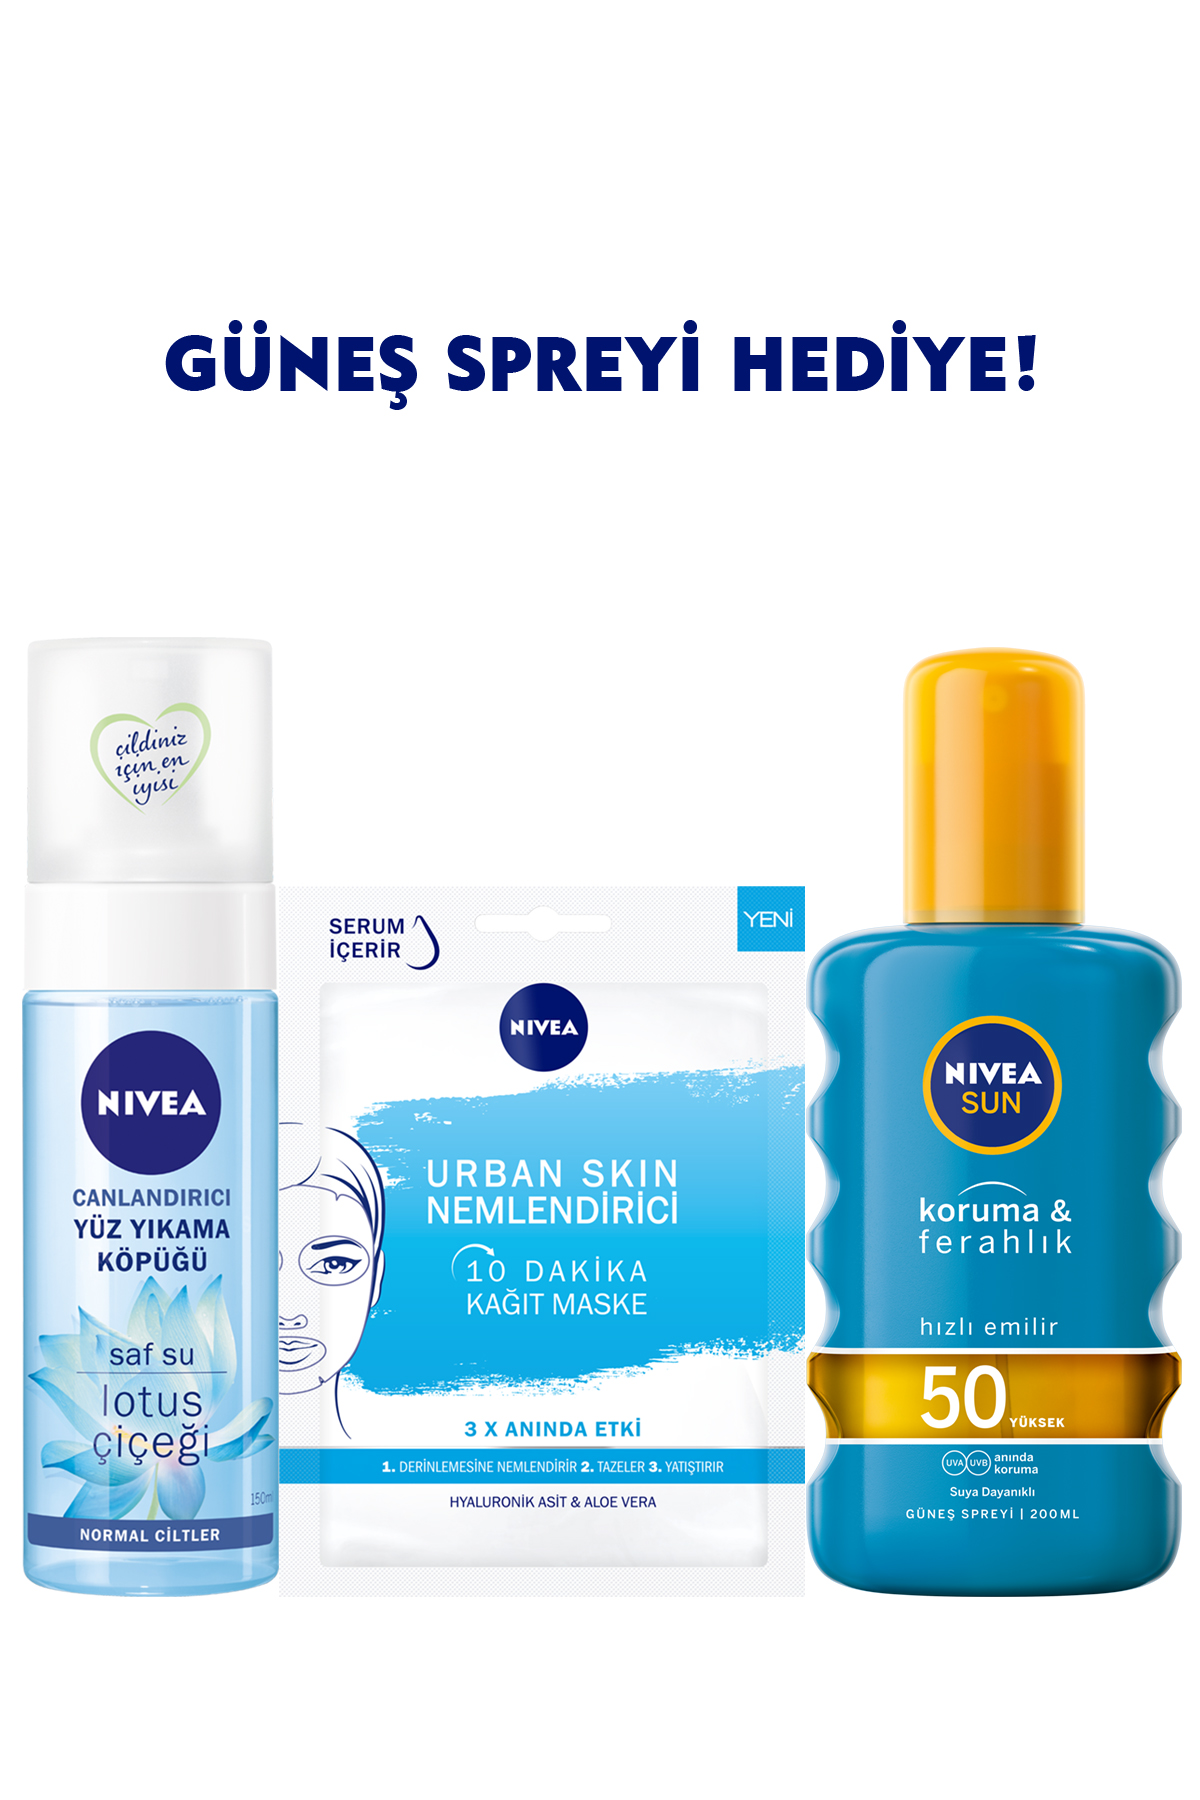 GÜNEŞ SPREYİ HEDİYE!
çildiniz
için en
iyisi
NIVEA
CANLANDIRICI
YÜZ YIKAMA
KÖPÜĞÜ
saf su
lotus
çiçeği
150ml
NORMAL CİLTLER
SERUM
İÇERİR
YENİ
NIVEA
URBAN SKIN
NEMLENDİRİCİ
10 DAKİKA
KAĞIT MASKE
3 X ANINDA ETKİ
1. DERİNLEMESİNE NEMLENDİRİR 2. TAZELER 3. YATIŞTIRIR
HYALURONİK ASİT & ALOE VERA
NIVEA
SUN
koruma &
ferahlık
hızlı emilir
50 YÜKSEK
UVA UVB anında
koruma
Suya Dayanıklı
GÜNEŞ SPREYİ | 200ML